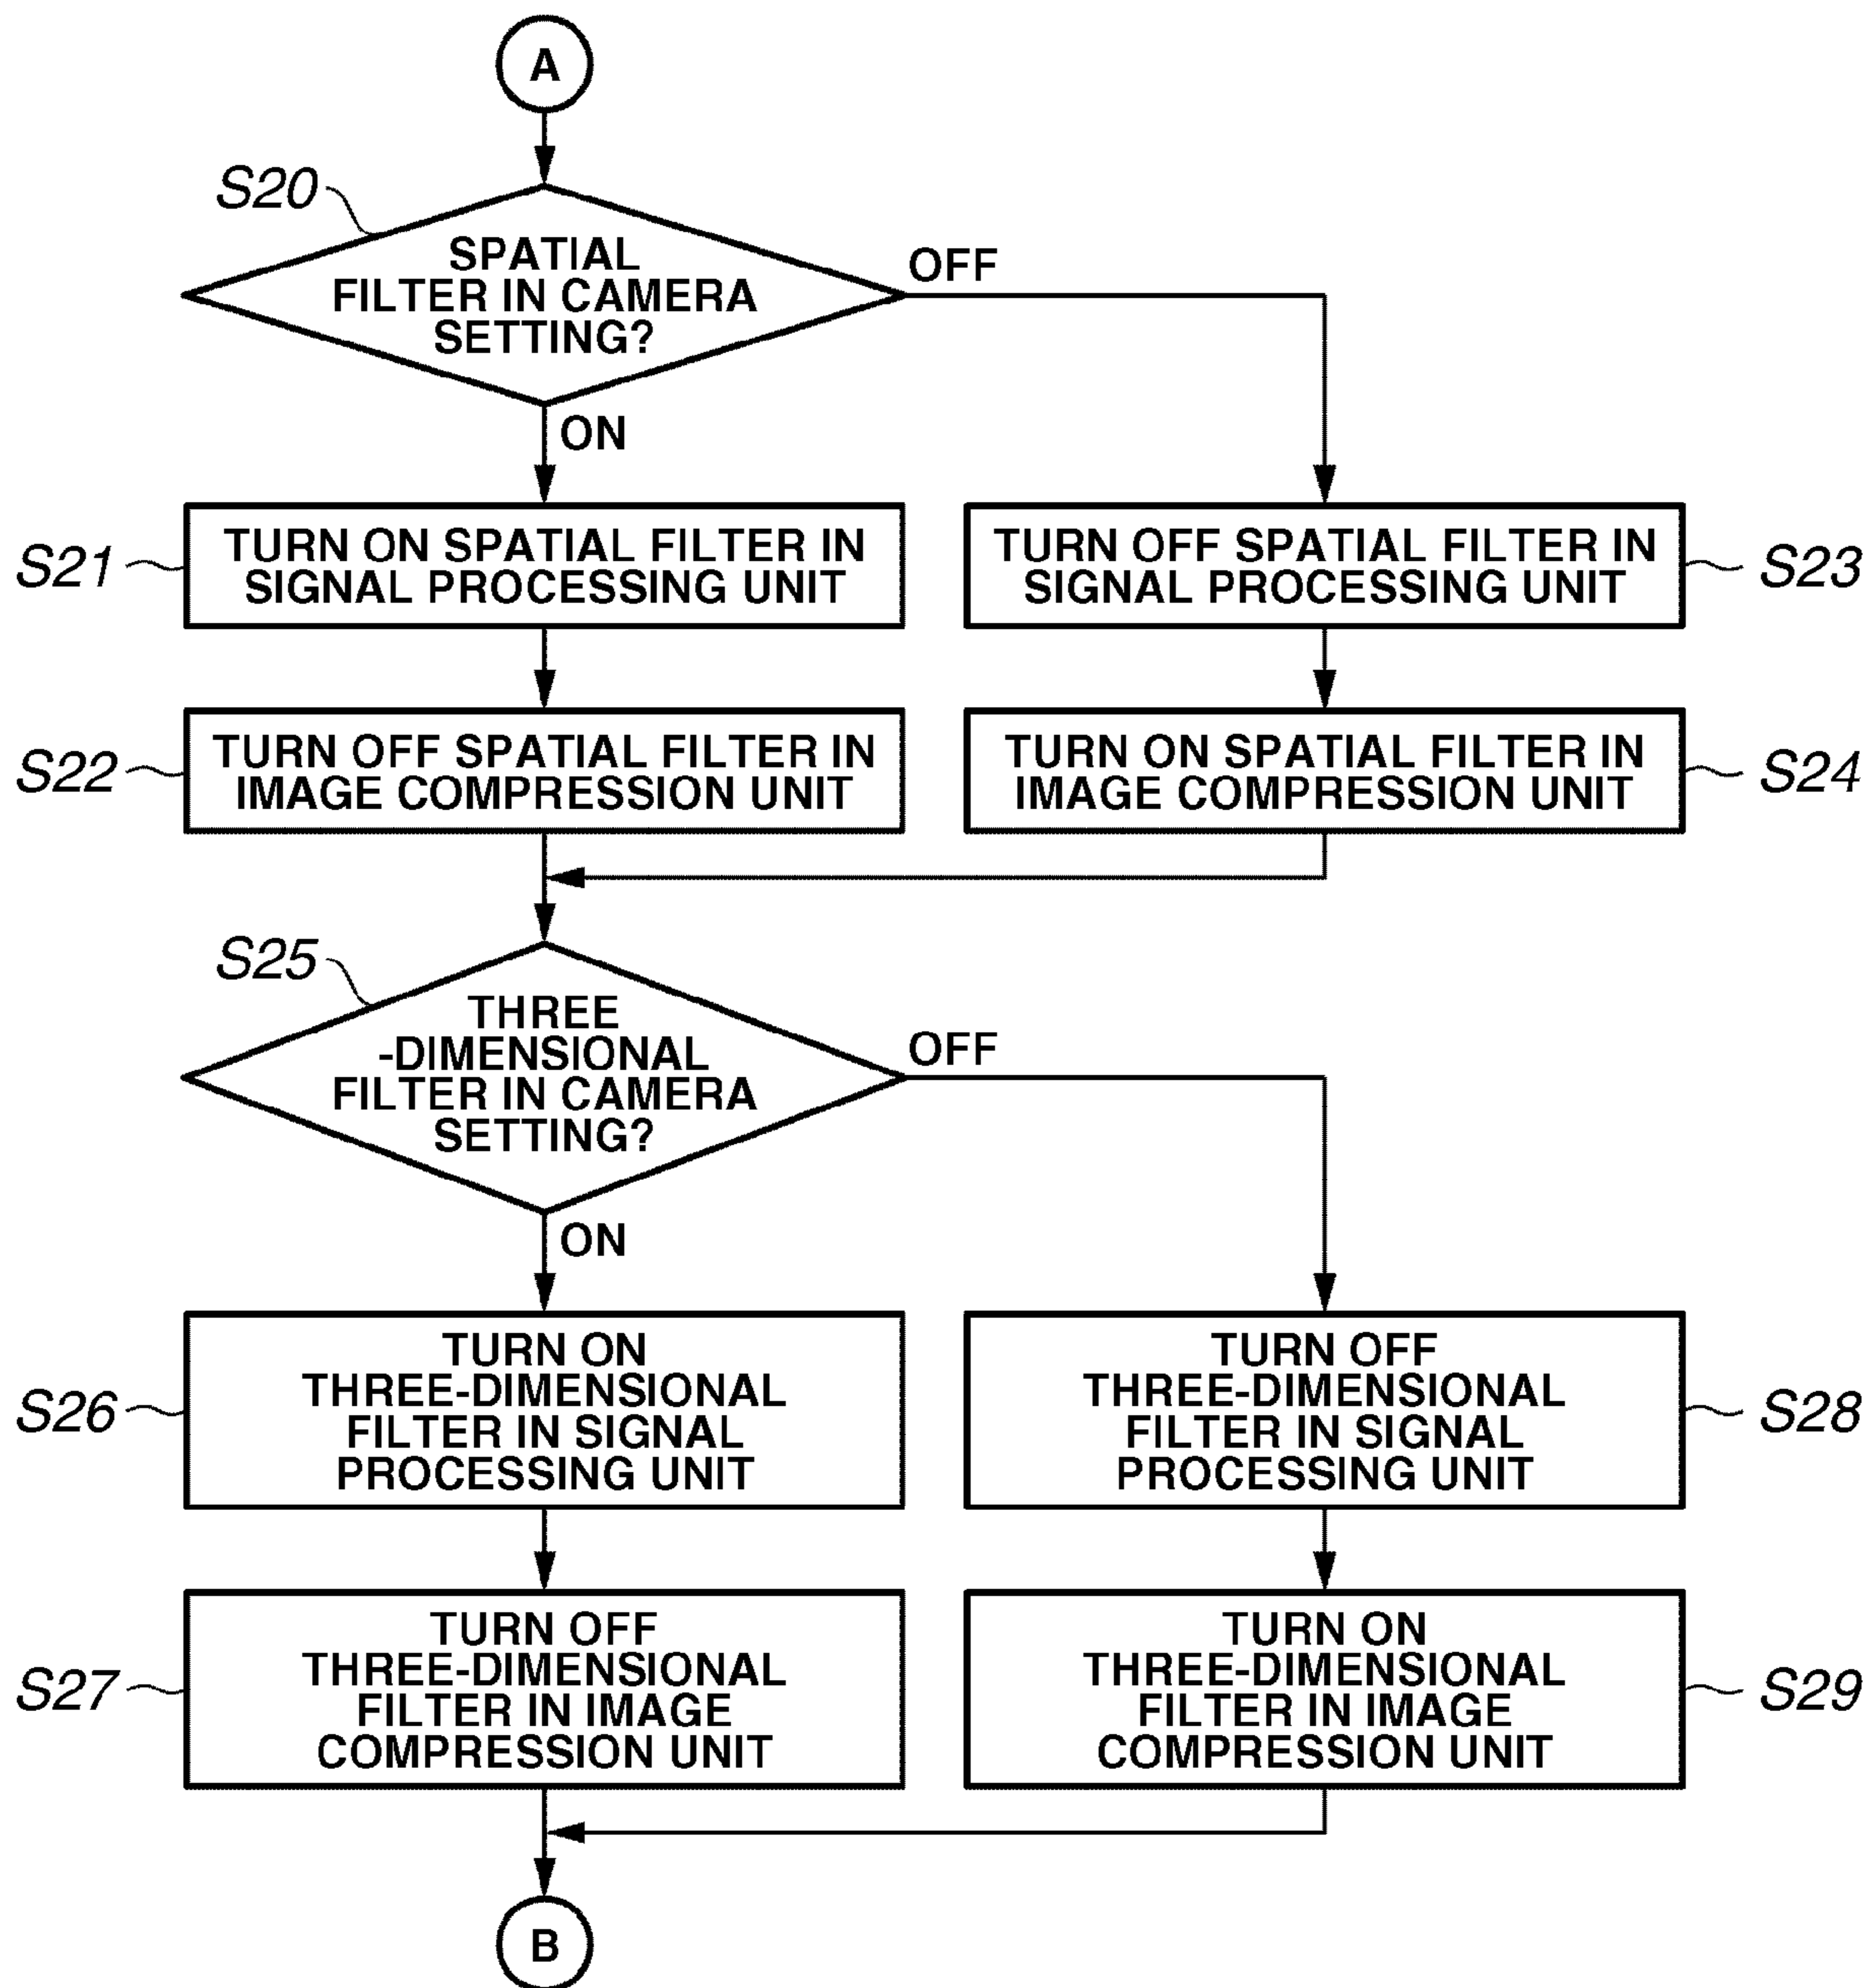 A
S20
SPATIAL
FILTER IN CAMERA
SETTING?
OFF
ON
S21
TURN ON SPATIAL FILTER IN
SIGNAL PROCESSING UNIT
TURN OFF SPATIAL FILTER IN
SIGNAL PROCESSING UNIT
S23
S22
TURN OFF SPATIAL FILTER IN
IMAGE COMPRESSION UNIT
TURN ON SPATIAL FILTER IN
IMAGE COMPRESSION UNIT
S24
S25
THREE
-DIMENSIONAL
FILTER IN CAMERA
SETTING?
OFF
ON
S26
TURN ON
THREE-DIMENSIONAL
FILTER IN SIGNAL
PROCESSING UNIT
TURN OFF
THREE-DIMENSIONAL
FILTER IN SIGNAL
PROCESSING UNIT
S28
S27
TURN OFF
THREE-DIMENSIONAL
FILTER IN IMAGE
COMPRESSION UNIT
TURN ON
THREE-DIMENSIONAL
FILTER IN IMAGE
COMPRESSION UNIT
S29
B